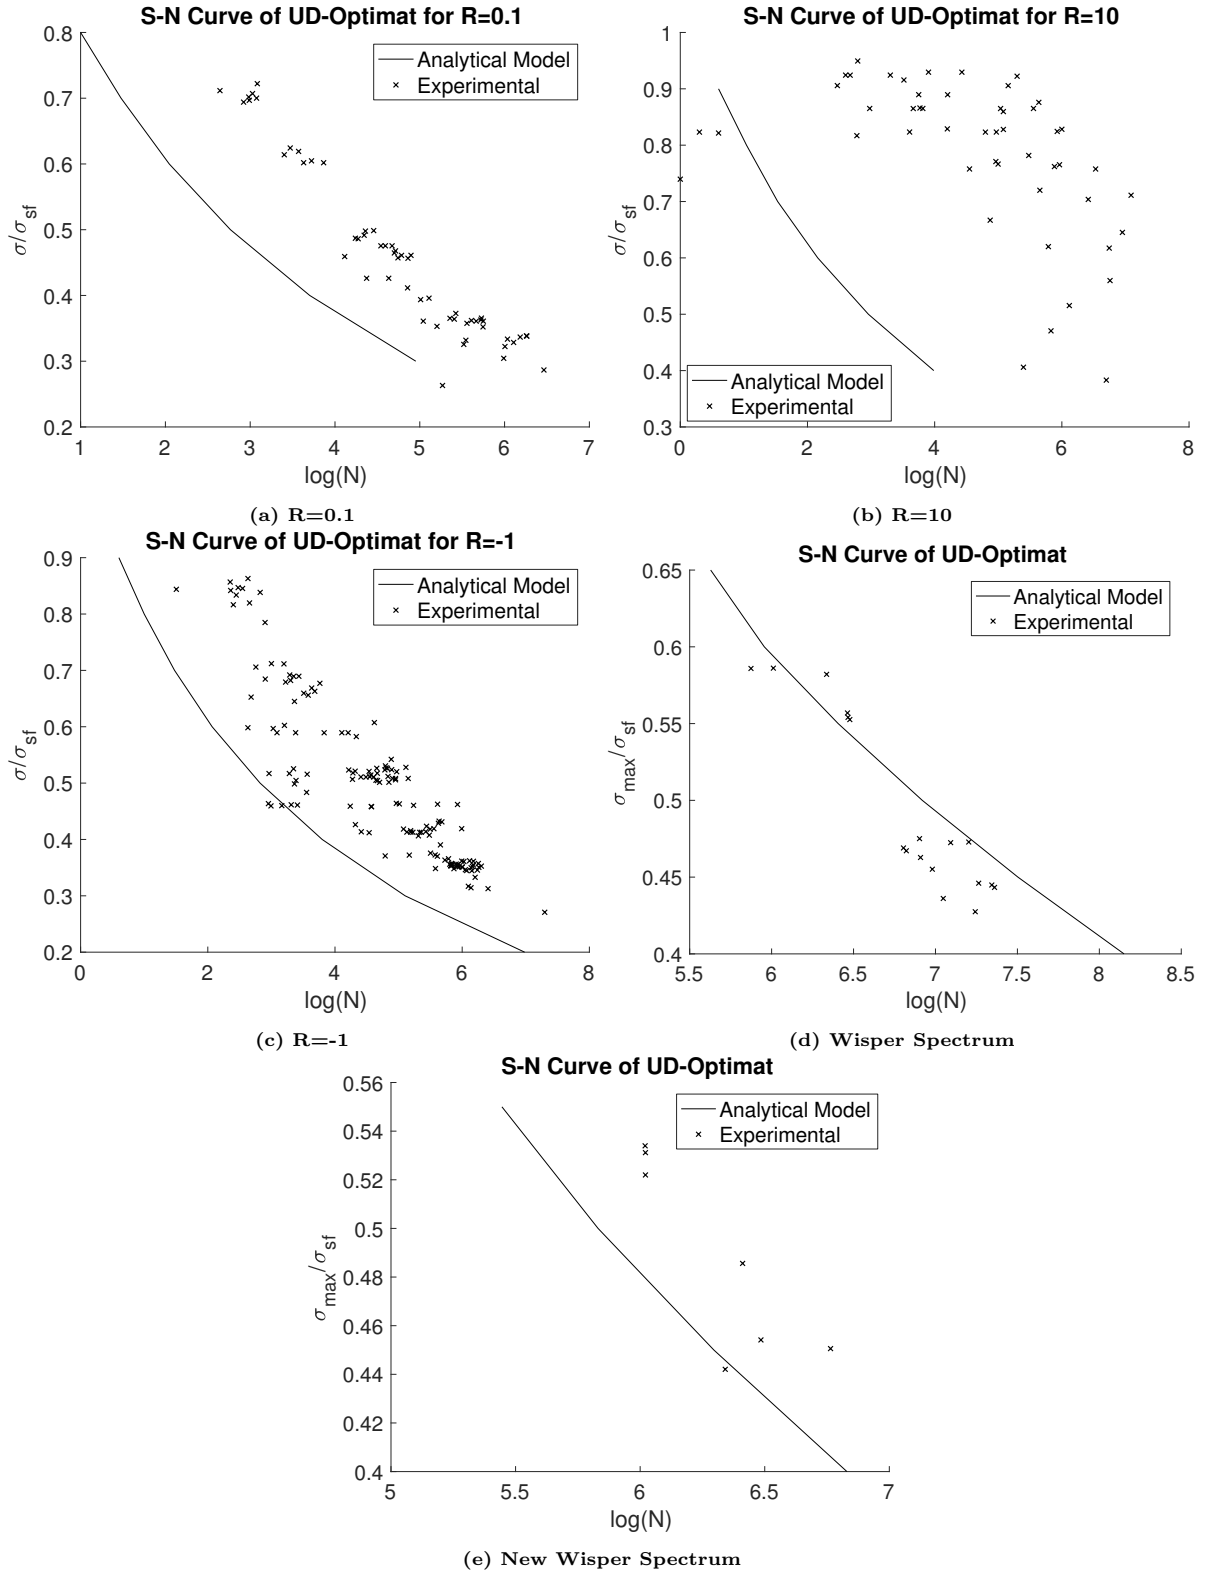 S-N Curve of UD-Optimat for R=0.1
0.8
0.7
0.6
0.5
0.4
0.3
0.2
σ/σsf
1 2 3 4 5 6 7
log(N)
Analytical Model
Experimental
(a) R=0.1
S-N Curve of UD-Optimat for R=10
1
0.9
0.8
0.7
0.6
0.5
0.4
0.3
σ/σsf
Analytical Model
Experimental
0 2 4 6 8
log(N)
(b) R=10
S-N Curve of UD-Optimat for R=-1
0.9
0.8
0.7
0.6
0.5
0.4
0.3
0.2
σ/σsf
Analytical Model
Experimental
0 2 4 6 8
log(N)
(c) R=-1
S-N Curve of UD-Optimat
0.65
0.6
0.55
0.5
0.45
0.4
σmax/σsf
Analytical Model
Experimental
5.5 6 6.5 7 7.5 8 8.5
log(N)
(d) Wisper Spectrum
S-N Curve of UD-Optimat
0.56
0.54
0.52
0.5
0.48
0.46
0.44
0.42
0.4
σmax/σsf
Analytical Model
Experimental
5 5.5 6 6.5 7
log(N)
(e) New Wisper Spectrum